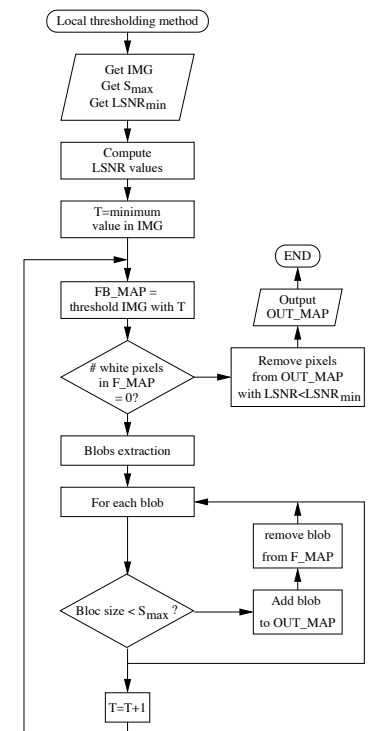 Local thresholding method
Get IMG
Get Smax
Get LSNRmin
Compute
LSNR values
T=minimum
value in IMG
FB_MAP =
threshold IMG with T
# white pixels
in F_MAP
= 0?
END
Output
OUT_MAP
Remove pixels
from OUT_MAP
with LSNR<LSNRmin
Blobs extraction
For each blob
Bloc size < Smax ?
remove blob
from F_MAP
Add blob
to OUT_MAP
T=T+1